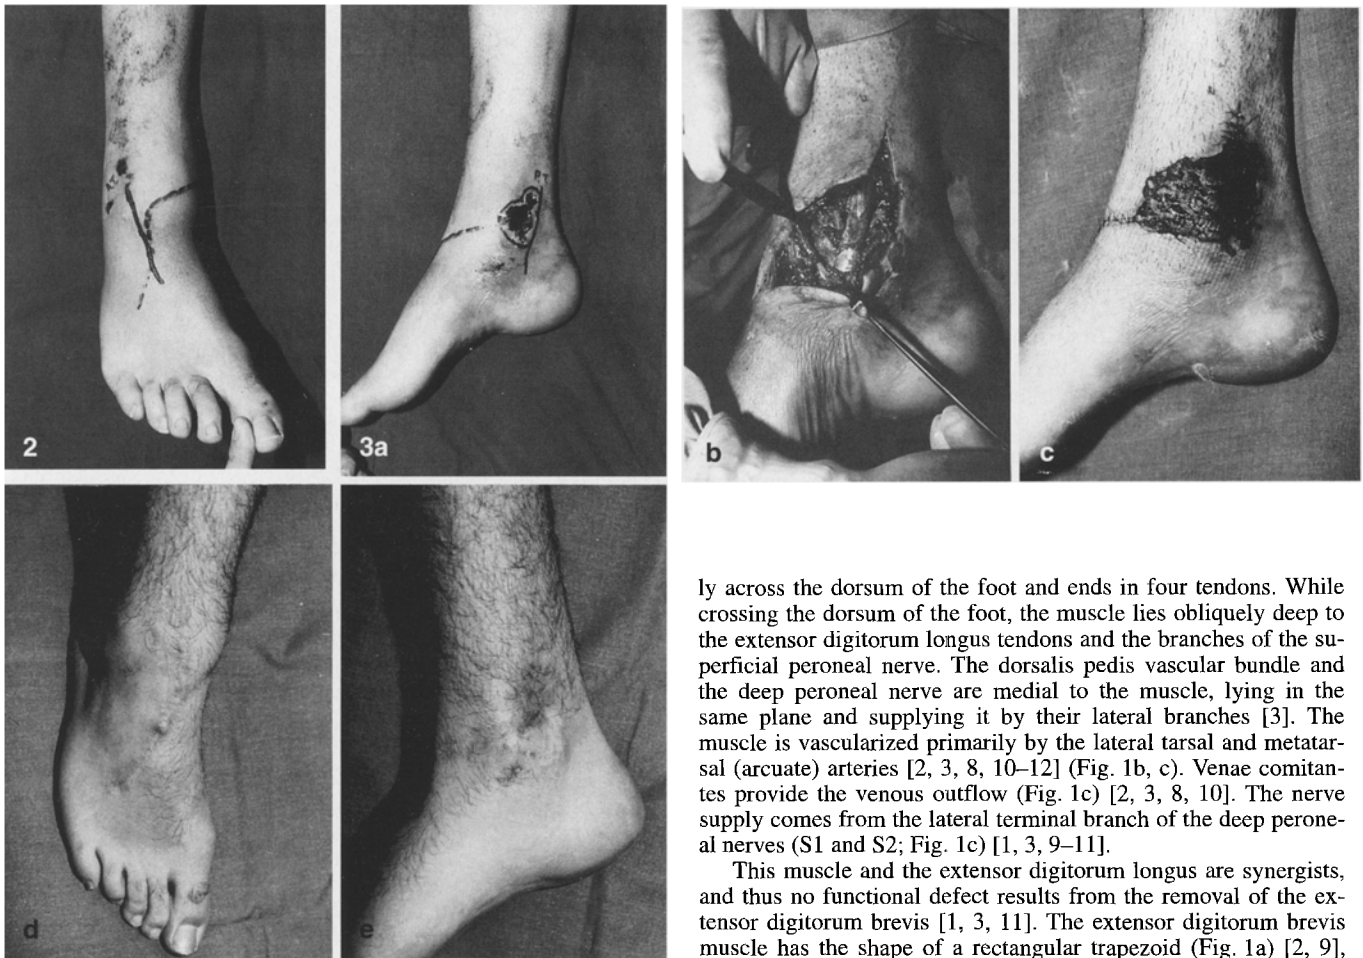 2
3a
b
c
d
e
A.T.
P.T
ly across the dorsum of the foot and ends in four tendons. While
crossing the dorsum of the foot, the muscle lies obliquely deep to
the extensor digitorum longus tendons and the branches of the su-
perficial peroneal nerve. The dorsalis pedis vascular bundle and
the deep peroneal nerve are medial to the muscle, lying in the
same plane and supplying it by their lateral branches [3]. The
muscle is vascularized primarily by the lateral tarsal and metatar-
sal (arcuate) arteries [2, 3, 8, 10–12] (Fig. 1b, c). Venae comitan-
tes provide the venous outflow (Fig. 1c) [2, 3, 8, 10]. The nerve
supply comes from the lateral terminal branch of the deep perone-
al nerves (S1 and S2; Fig. 1c) [1, 3, 9–11].
This muscle and the extensor digitorum longus are synergists,
and thus no functional defect results from the removal of the ex-
tensor digitorum brevis [1, 3, 11]. The extensor digitorum brevis
muscle has the shape of a rectangular trapezoid (Fig. 1a) [2, 9],